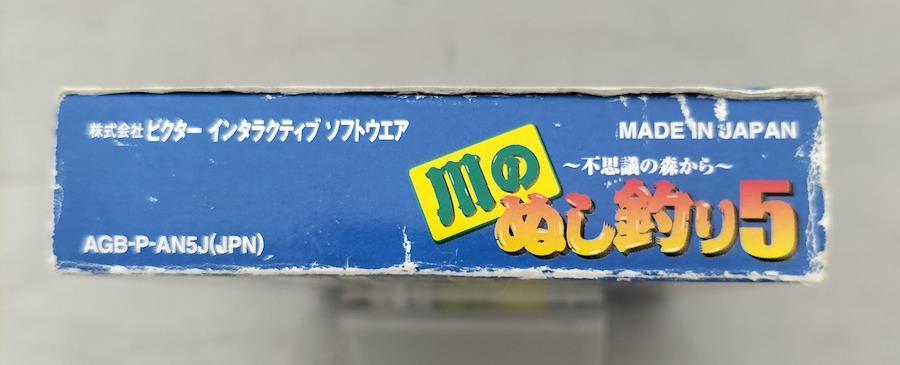 株式会社 ビクター インタラクティブ ソフトウエア
MADE IN JAPAN
川の
～不思議の森から～
ぬし釣り5
AGB-P-AN5J(JPN)